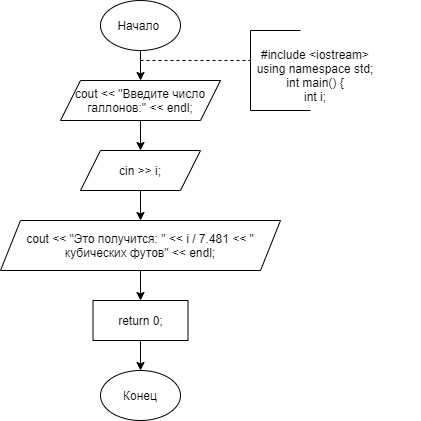 Начало
#include <iostream>
using namespace std;
int main() {
int i;
cout << "Введите число
галлонов:" << endl;
cin >> i;
cout << "Это получится: " << i / 7.481 << "
кубических футов" << endl;
return 0;
Конец